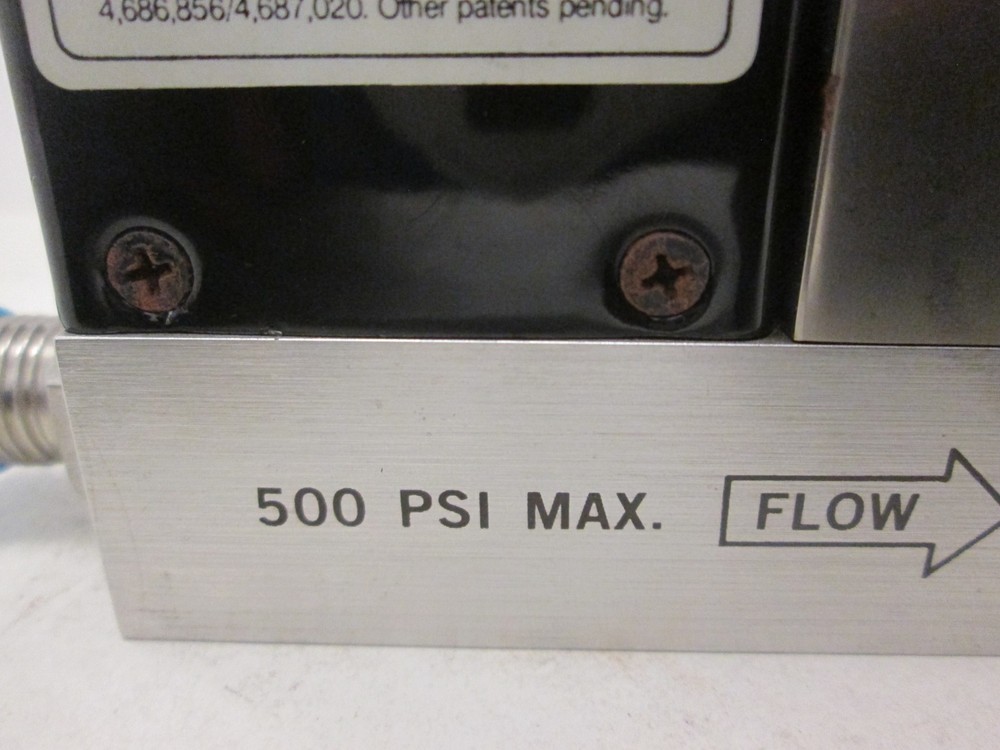 4,686,856/4,687,020. Other patents pending.
500 PSI MAX. FLOW